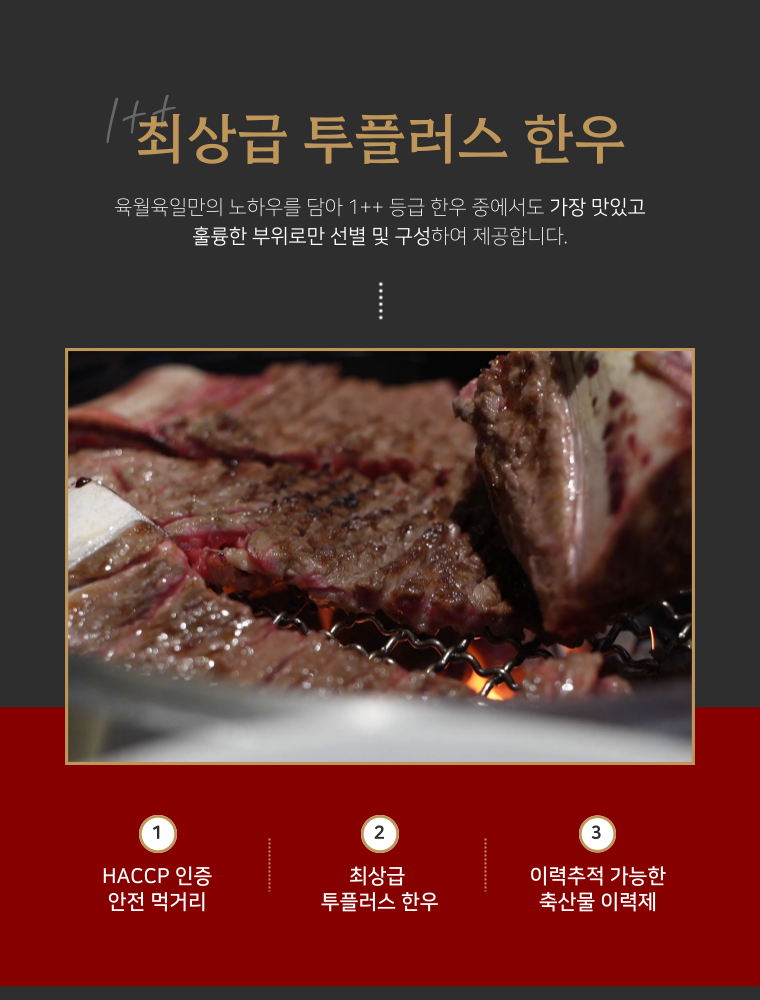 1++
최상급 투플러스 한우
육월육일만의 노하우를 담아 1++ 등급 한우 중에서도 가장 맛있고
훌륭한 부위로만 선별 및 구성하여 제공합니다.
1
HACCP 인증
안전 먹거리
2
최상급
투플러스 한우
3
이력추적 가능한
축산물 이력제